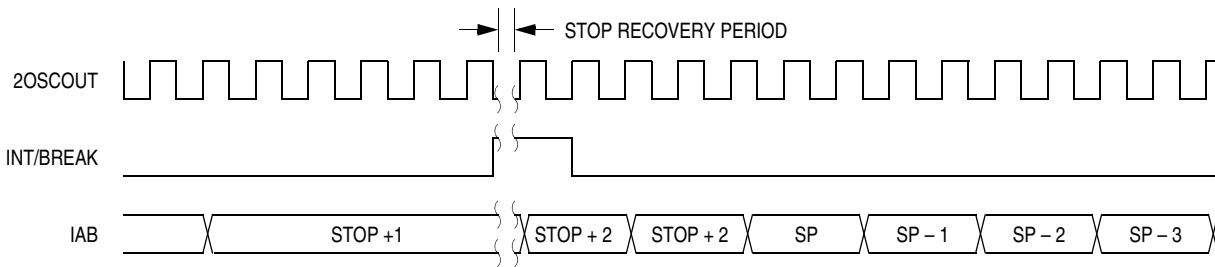 STOP RECOVERY PERIOD
2OSCOUT
INT/BREAK
IAB STOP +1 STOP + 2 STOP + 2 SP SP – 1 SP – 2 SP – 3